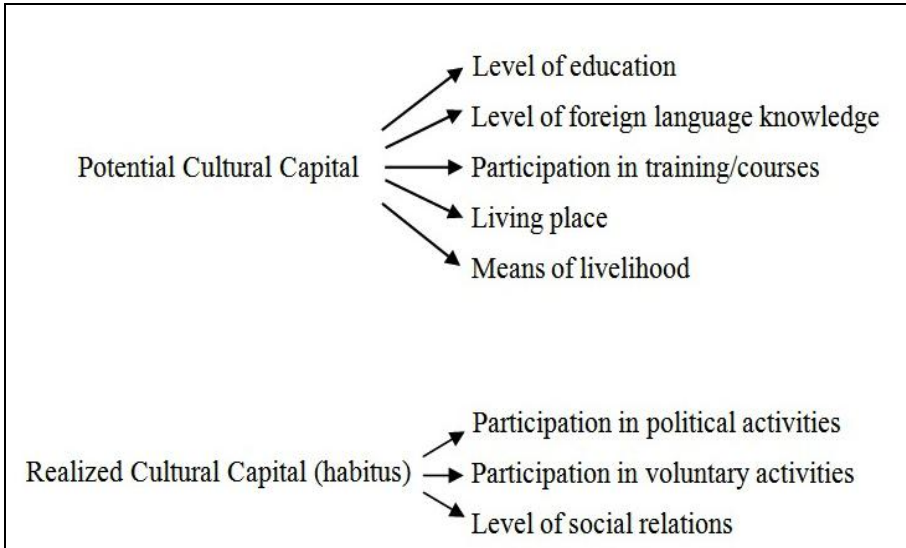 Level of education
Level of foreign language knowledge
Potential Cultural Capital
Participation in training/courses
Living place
Means of livelihood
Participation in political activities
Realized Cultural Capital (habitus)
Participation in voluntary activities
Level of social relations